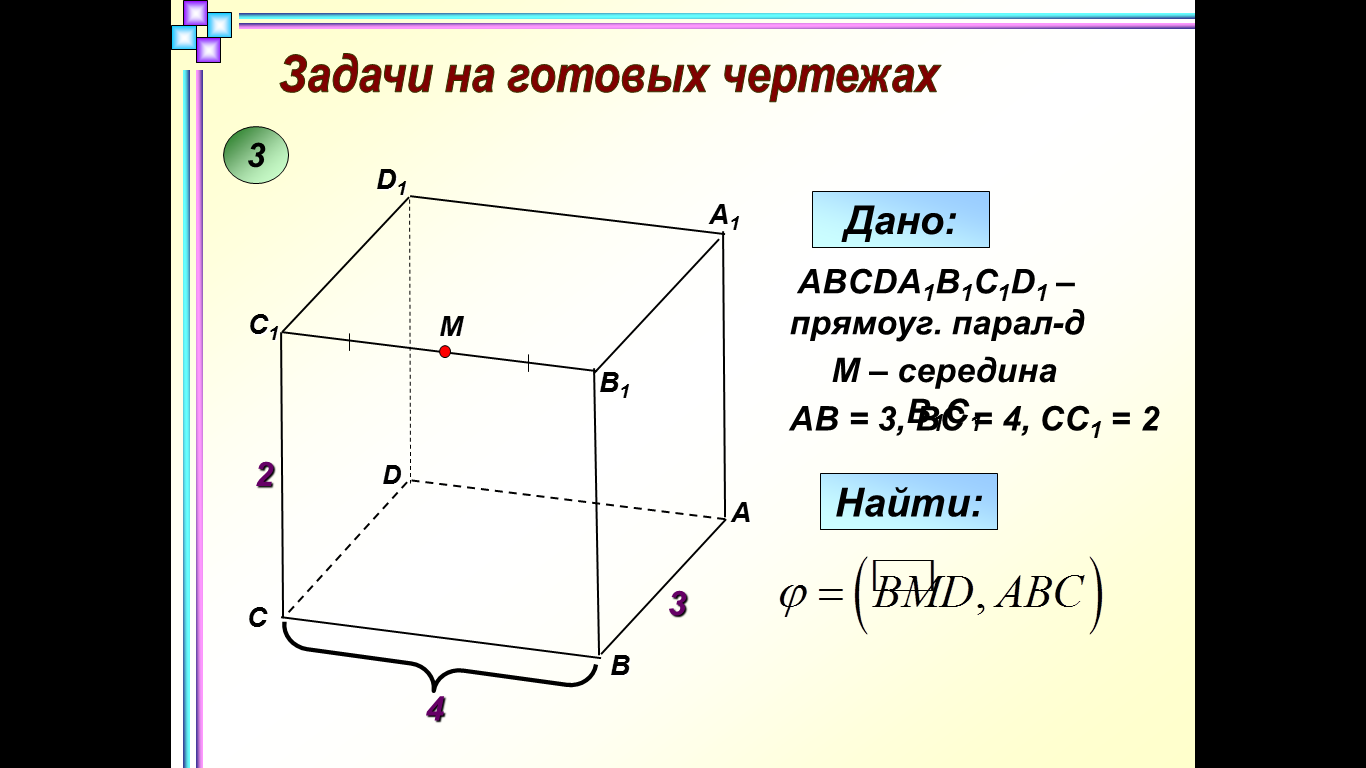 Задачи на готовых чертежах
3
D₁
A₁
C₁
M
B₁
2
D
A
C
3
B
4
Дано:
ABCDA₁B₁C₁D₁ –
прямоуг. парал-д
М – середина
B₁C₁
AB = 3, BC = 4, CC₁ = 2
Найти:
φ = (BMD, ABC)